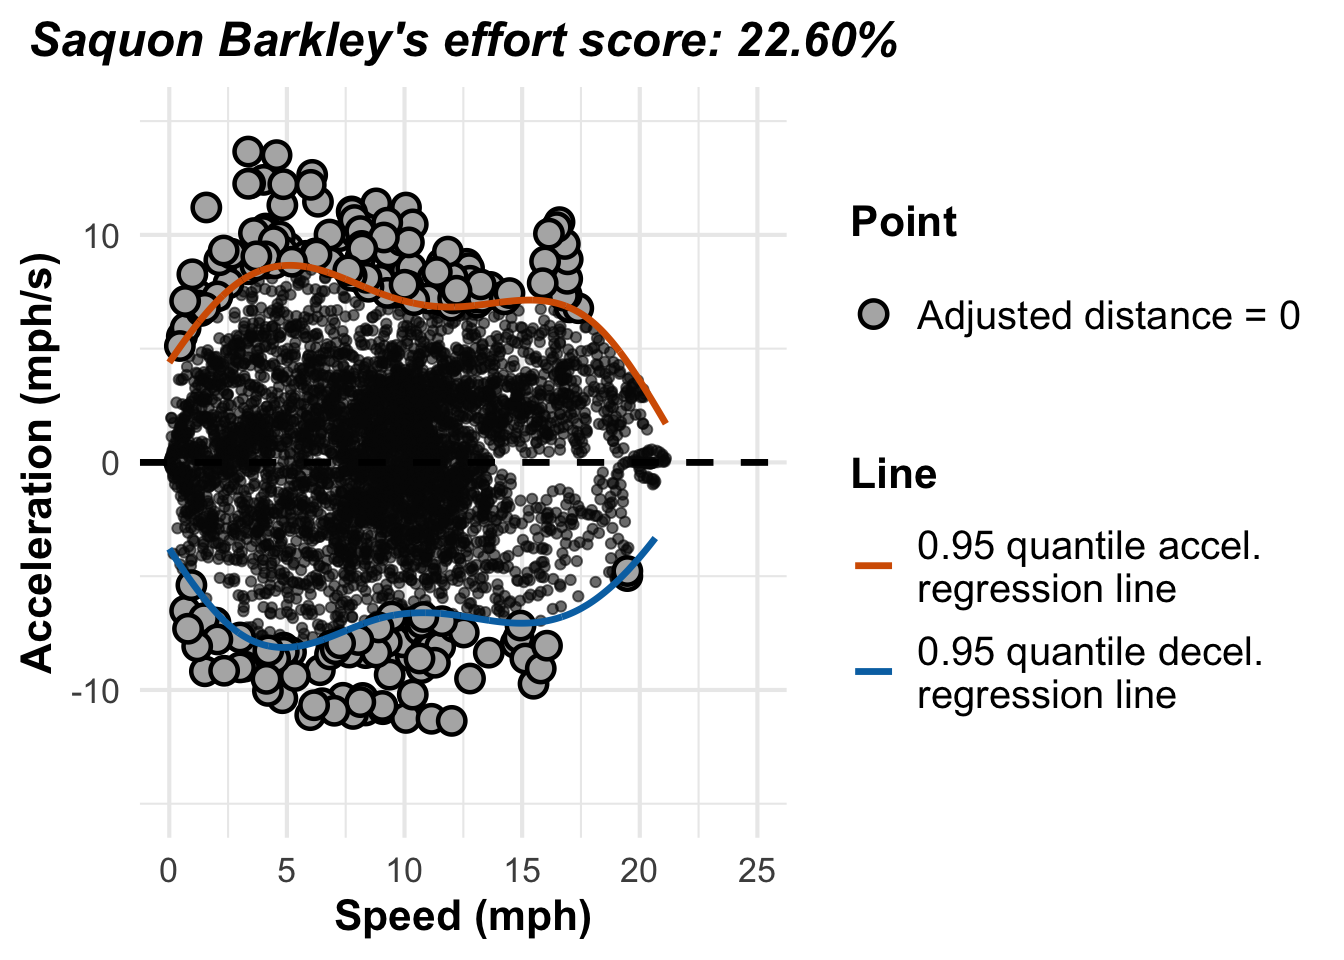 Saquon Barkley's effort score: 22.60%
Acceleration (mph/s)
10
0
-10
0 5 10 15 20 25
Speed (mph)
Point
Adjusted distance = 0
Line
0.95 quantile accel.
regression line
0.95 quantile decel.
regression line